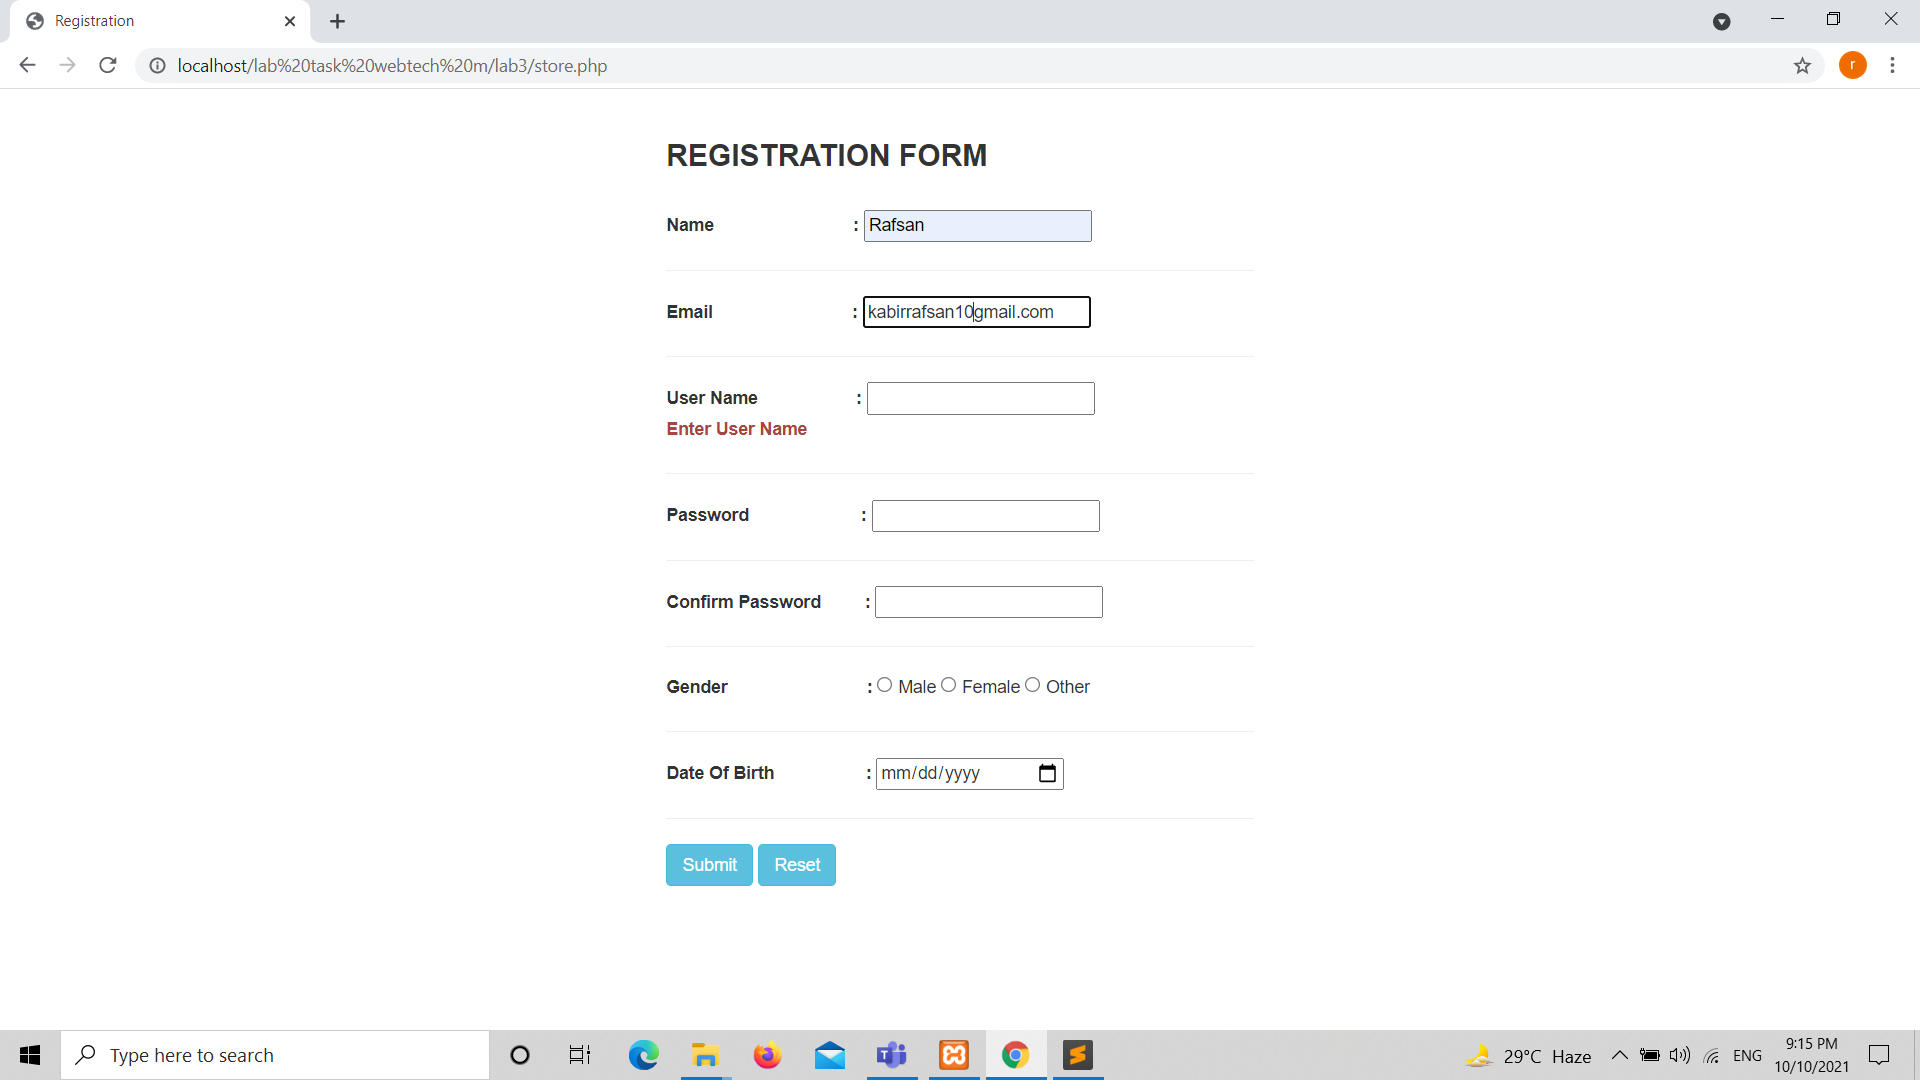 Registration
localhost/lab%20task%20webtech%20m/lab3/store.php
r
REGISTRATION FORM
Name : Rafsan
Email : kabirrafsan10gmail.com
User Name :
Enter User Name
Password :
Confirm Password :
Gender : Male Female Other
Date Of Birth : mm/dd/yyyy
Submit Reset
Type here to search
29°C Haze
ENG
9:15 PM
10/10/2021